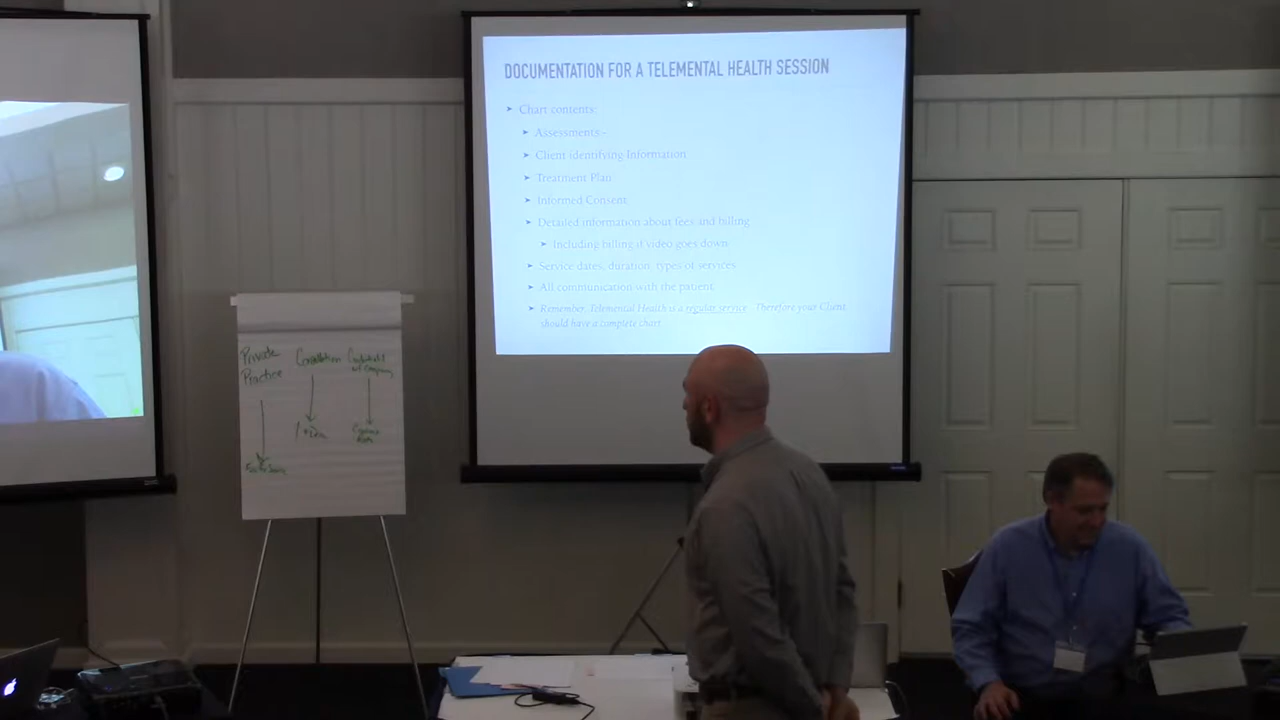 DOCUMENTATION FOR A TELEMENTAL HEALTH SESSION
Chart contents:
Assessments -
Client identifying Information
Treatment Plan
Informed Consent
Detailed information about fees and billing
Including billing if video goes down
Service dates, duration, types of services
All communication with the patient
Remember, Telemental Health is a regular service. Therefore your Client
should have a complete chart
Private
Practice
Consultation
of Company